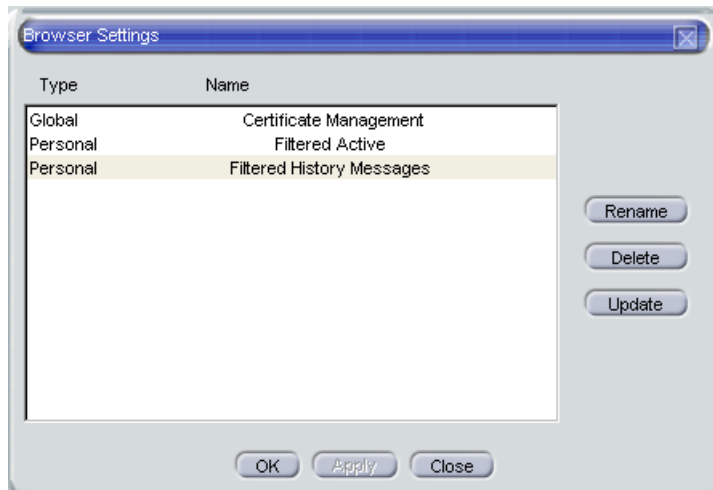 Browser Settings
Type Name
Global Certificate Management
Personal Filtered Active
Personal Filtered History Messages
Rename
Delete
Update
OK Apply Close